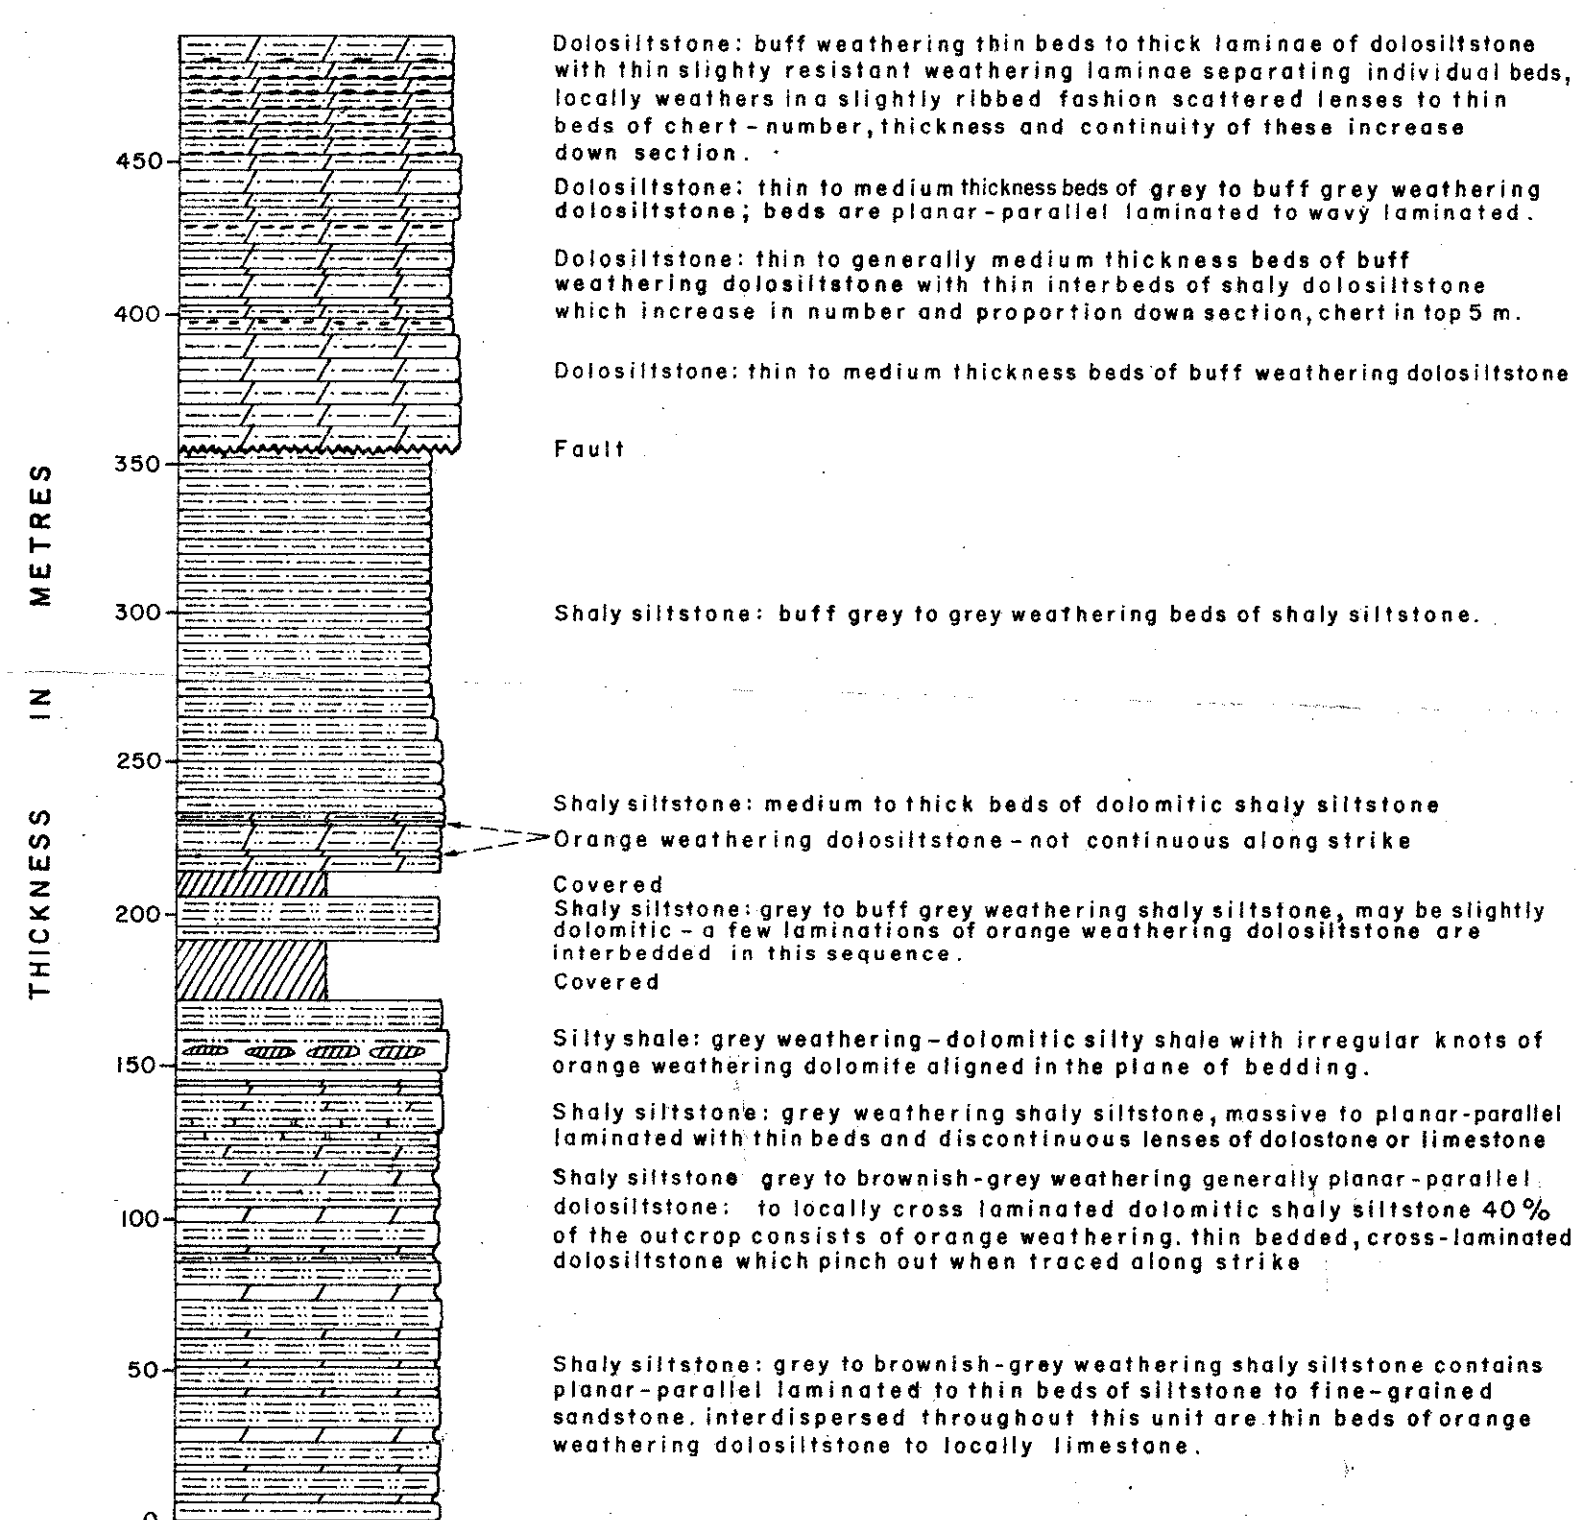 Dolosiltstone: buff weathering thin beds to thick laminae of dolosiltstone
with thin slighty resistant weathering laminae separating individual beds,
locally weathers in a slightly ribbed fashion scattered lenses to thin
beds of chert - number, thickness and continuity of these increase
down section.
450
Dolosiltstone: thin to medium thickness beds of grey to buff grey weathering
dolosiltstone; beds are planar-parallel laminated to wavy laminated.
Dolosiltstone: thin to generally medium thickness beds of buff
weathering dolosiltstone with thin interbeds of shaly dolosiltstone
which increase in number and proportion down section, chert in top 5 m.
400
Dolosiltstone: thin to medium thickness beds of buff weathering dolosiltstone
Fault
350
THICKNESS IN METRES
300
Shaly siltstone: buff grey to grey weathering beds of shaly siltstone.
250
Shaly siltstone: medium to thick beds of dolomitic shaly siltstone
Orange weathering dolosiltstone - not continuous along strike
Covered
200
Shaly siltstone: grey to buff grey weathering shaly siltstone, may be slightly
dolomitic - a few laminations of orange weathering dolosiltstone are
interbedded in this sequence.
Covered
Silty shale: grey weathering - dolomitic silty shale with irregular knots of
orange weathering dolomite aligned in the plane of bedding.
150
Shaly siltstone: grey weathering shaly siltstone, massive to planar-parallel
laminated with thin beds and discontinuous lenses of dolostone or limestone
Shaly siltstone grey to brownish-grey weathering generally planar-parallel
dolosiltstone: to locally cross laminated dolomitic shaly siltstone 40%
of the outcrop consists of orange weathering. thin bedded, cross-laminated
dolosiltstone which pinch out when traced along strike
100
50
Shaly siltstone: grey to brownish-grey weathering shaly siltstone contains
planar-parallel laminated to thin beds of siltstone to fine-grained
sandstone. interdispersed throughout this unit are thin beds of orange
weathering dolosiltstone to locally limestone.
0